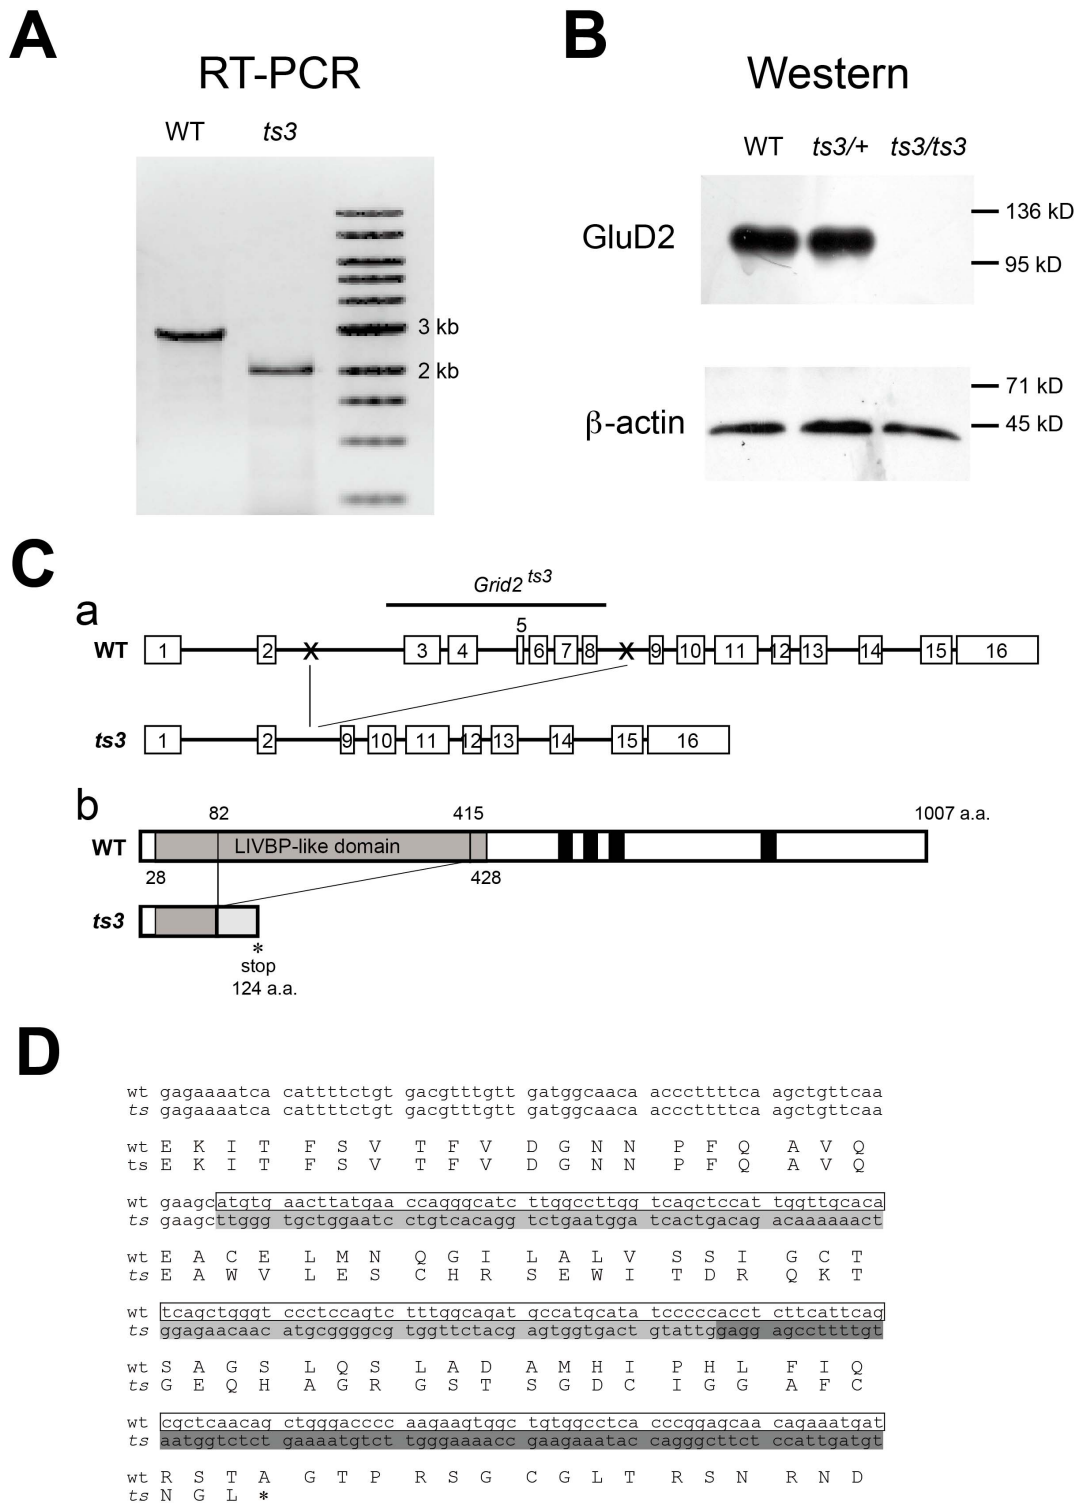 A
RT-PCR
WT ts3
3 kb
2 kb
B
Western
WT ts3/+ ts3/ts3
GluD2
136 kD
95 kD
β-actin
71 kD
45 kD
C
a
Grid2 ts3
WT 1 2 X 3 4 5 6 7 8 X 9 10 11 12 13 14 15 16
ts3 1 2 9 10 11 12 13 14 15 16
b
82 415 1007 a.a.
WT LIVBP-like domain
28 428
ts3
*
stop
124 a.a.
D
wt gagaaaatca cattttctgt gacgtttgtt gatggcaaca acccttttca agctgttcaa
ts gagaaaatca cattttctgt gacgtttgtt gatggcaaca acccttttca agctgttcaa
wt E K I T F S V T F V D G N N P F Q A V Q
ts E K I T F S V T F V D G N N P F Q A V Q
wt gaagcatgtg aacttatgaa ccagggcatc ttggccttgg tcagctccat tggttgcaca
ts gaagcttggg tgctggaatc ctgtcacagg tctgaatgga tcactgacag acaaaaaact
wt E A C E L M N Q G I L A L V S S I G C T
ts E A W V L E S C H R S E W I T D R Q K T
wt tcagctgggt ccctccagtc tttggcagat gccatgcata tcccccacct cttcattcag
ts ggagaacaac atgcggggcg tggttctacg agtggtgact gtattggagg agccttttgt
wt S A G S L Q S L A D A M H I P H L F I Q
ts G E Q H A G R G S T S G D C I G G A F C
wt cgctcaacag ctgggacccc aagaagtggc tgtggcctca cccggagcaa cagaaatgat
ts aatggtctct gaaaatgtct tgggaaaacc gaagaaatac cagggcttct ccattgatgt
wt R S T A G T P R S G C G L T R S N R N D
ts N G L *